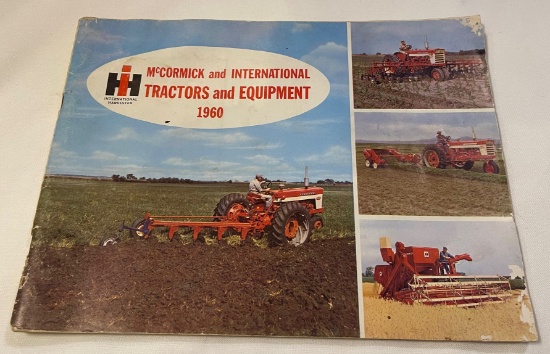 McCORMICK and INTERNATIONAL
TRACTORS and EQUIPMENT
1960
IH
INTERNATIONAL
HARVESTER